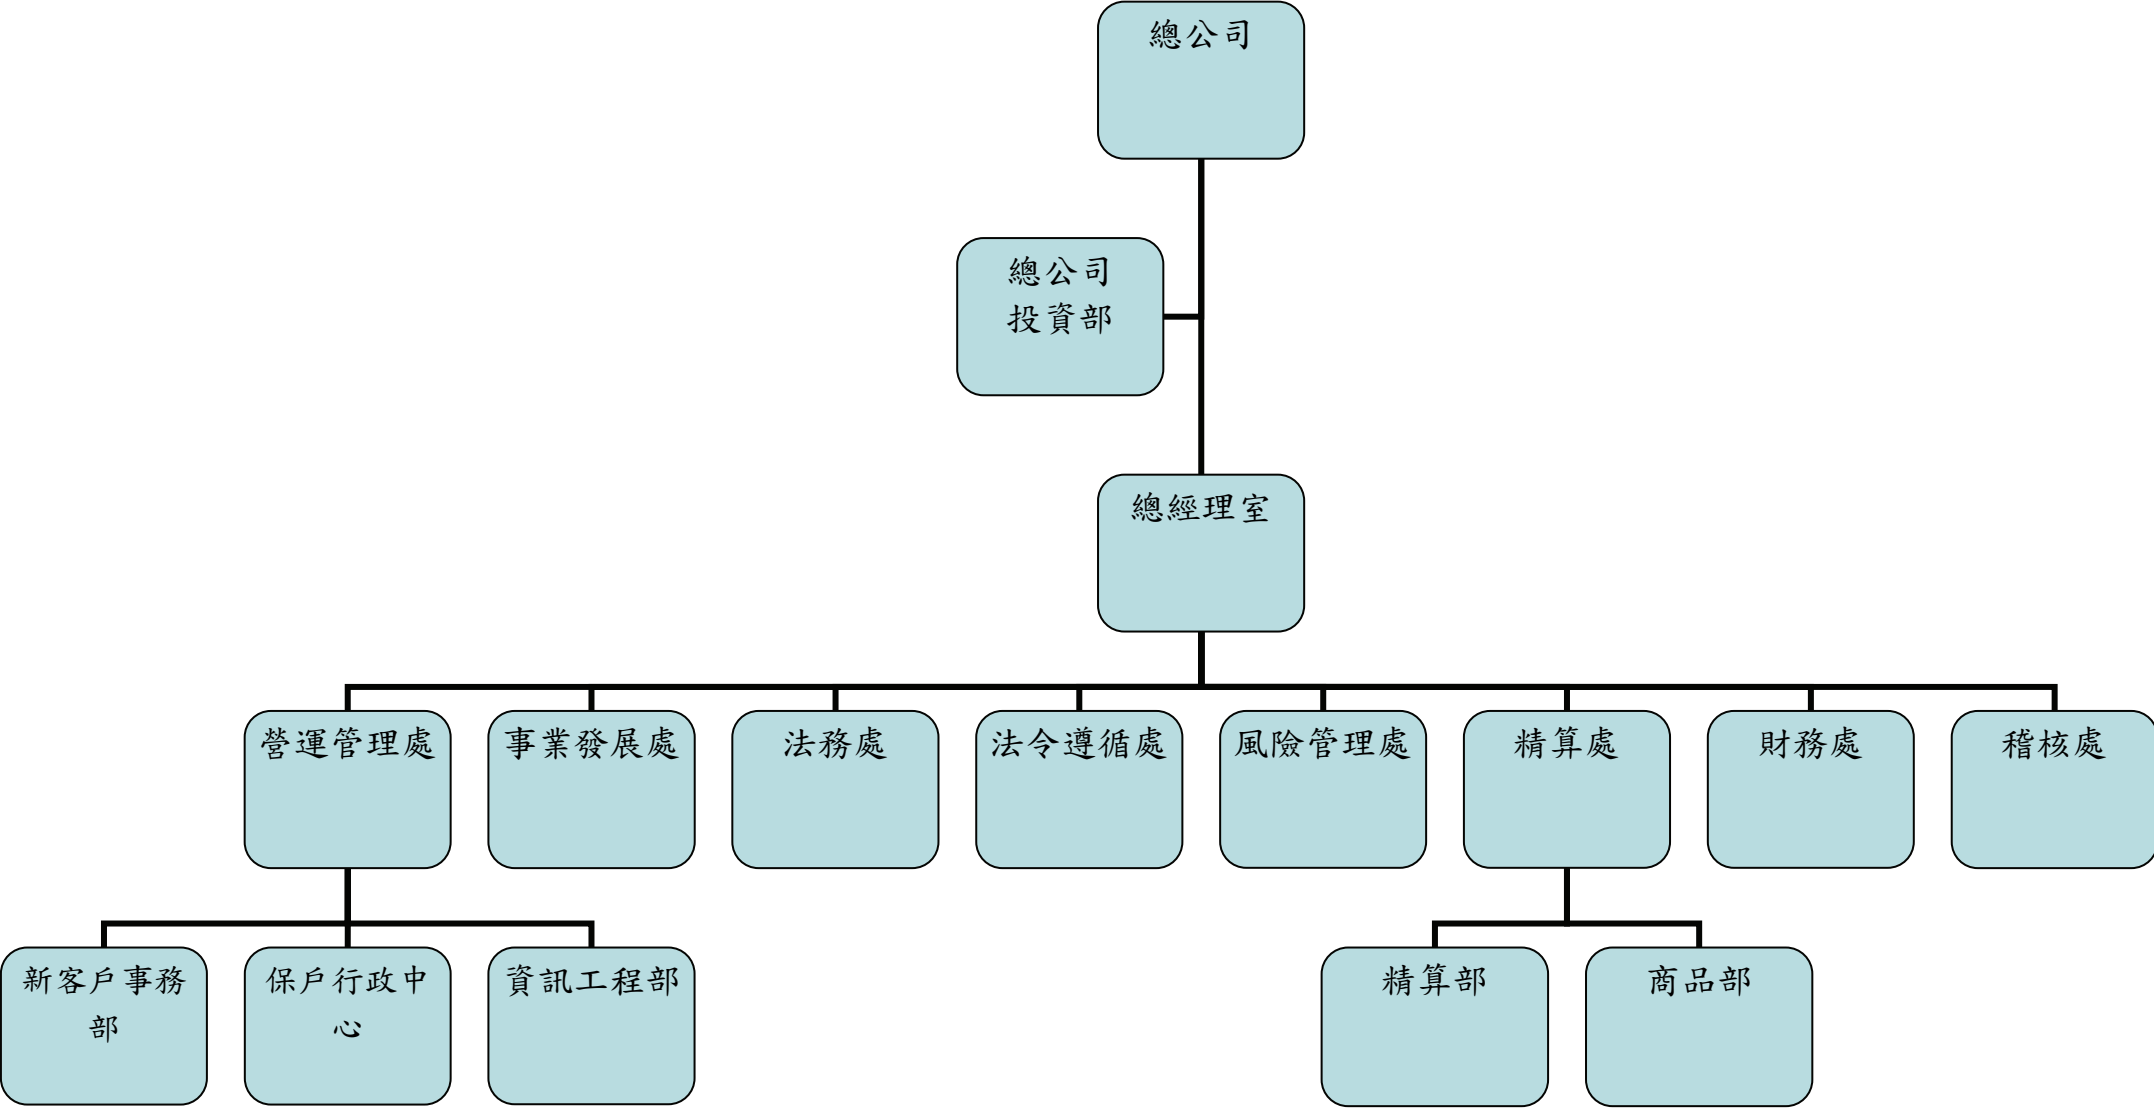 總公司
總公司
投資部
總經理室
營運管理處
事業發展處
法務處
法令遵循處
風險管理處
精算處
財務處
稽核處
新客戶事務
部
保戶行政中
心
資訊工程部
精算部
商品部